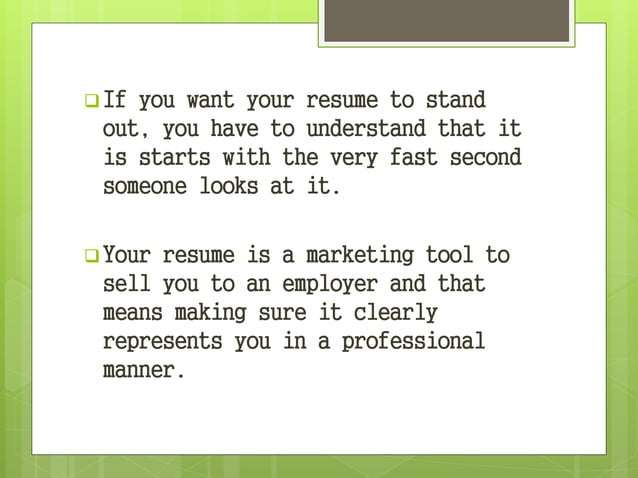 If you want your resume to stand
out, you have to understand that it
is starts with the very fast second
someone looks at it.
Your resume is a marketing tool to
sell you to an employer and that
means making sure it clearly
represents you in a professional
manner.